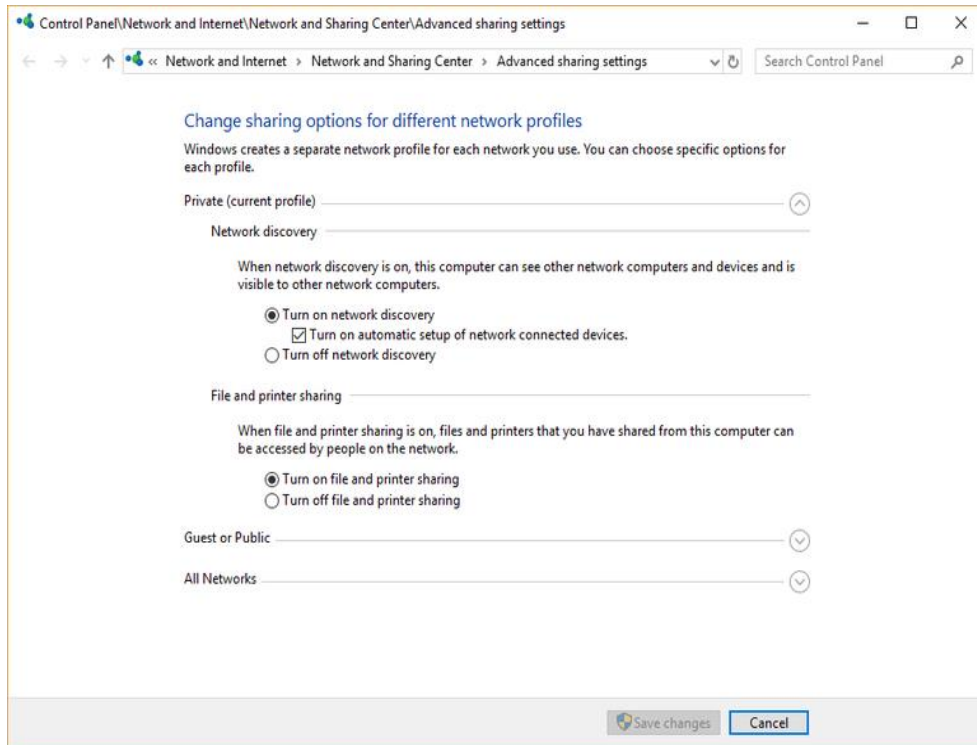 Control Panel\Network and Internet\Network and Sharing Center\Advanced sharing settings
« Network and Internet > Network and Sharing Center > Advanced sharing settings
Search Control Panel
Change sharing options for different network profiles
Windows creates a separate network profile for each network you use. You can choose specific options for
each profile.
Private (current profile)
Network discovery
When network discovery is on, this computer can see other network computers and devices and is
visible to other network computers.
Turn on network discovery
Turn on automatic setup of network connected devices.
Turn off network discovery
File and printer sharing
When file and printer sharing is on, files and printers that you have shared from this computer can
be accessed by people on the network.
Turn on file and printer sharing
Turn off file and printer sharing
Guest or Public
All Networks
Save changes
Cancel